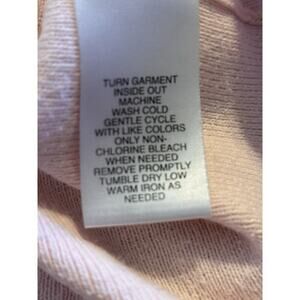 TURN GARMENT
INSIDE OUT
MACHINE
WASH COLD
GENTLE CYCLE
WITH LIKE COLORS
ONLY NON-
CHLORINE BLEACH
WHEN NEEDED
REMOVE PROMPTLY
TUMBLE DRY LOW
WARM IRON AS
NEEDED